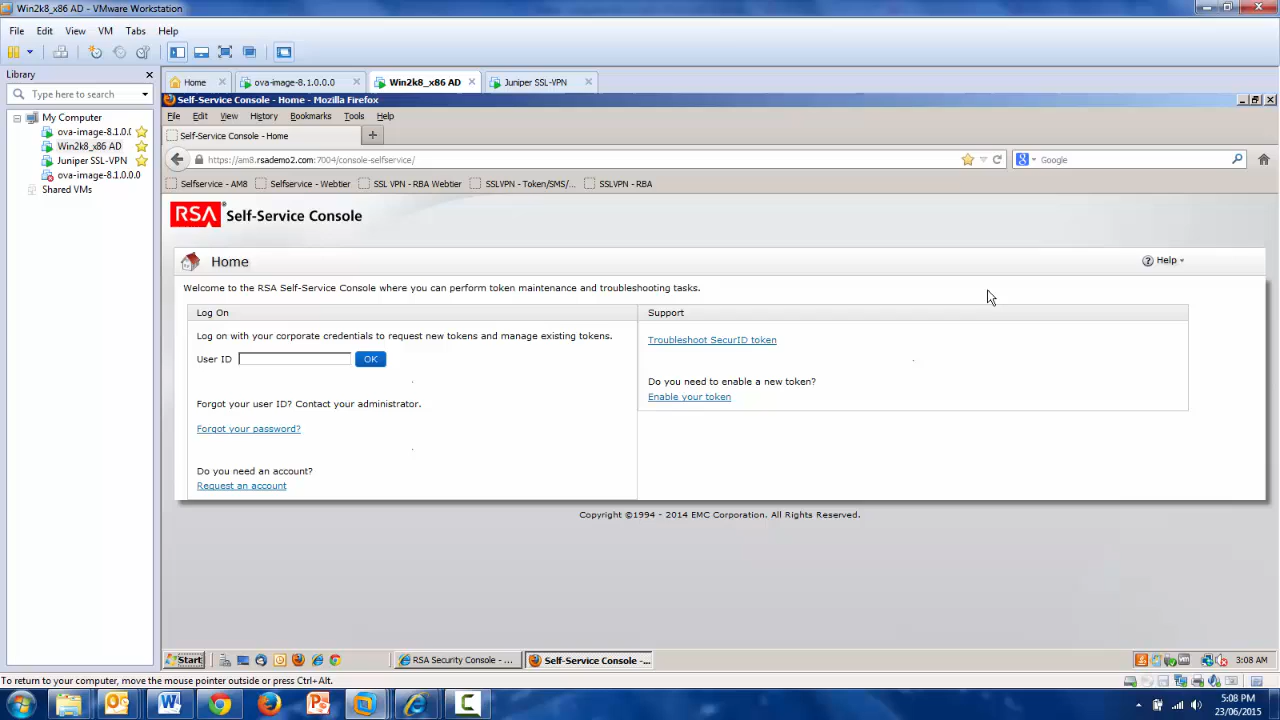 Win2k8_x86 AD - VMware Workstation
File Edit View VM Tabs Help
Library
Type here to search
My Computer
ova-image-8.1.0.(
Win2k8_x86 AD
Juniper SSL-VPN
ova-image-8.1.0.0.0
Shared VMs
Home ova-image-8.1.0.0.0 Win2k8_x86 AD Juniper SSL-VPN
Self-Service Console - Home - Mozilla Firefox
File Edit View History Bookmarks Tools Help
Self-Service Console - Home
https://am8.rsademo2.com:7004/console-selfservice/
Google
Selfservice - AM8 Selfservice - Webtier SSL VPN - RBA Webtier SSLVPN - Token/SMS/... SSLVPN - RBA
RSA® Self-Service Console
Home
Help
Welcome to the RSA Self-Service Console where you can perform token maintenance and troubleshooting tasks.
Log On
Log on with your corporate credentials to request new tokens and manage existing tokens.
User ID OK
Forgot your user ID? Contact your administrator.
Forgot your password?
Do you need an account?
Request an account
Support
Troubleshoot SecurID token
Do you need to enable a new token?
Enable your token
Copyright ©1994 - 2014 EMC Corporation. All Rights Reserved.
Start RSA Security Console - ... Self-Service Console -... 3:08 AM
To return to your computer, move the mouse pointer outside or press Ctrl+Alt.
5:08 PM
23/06/2015